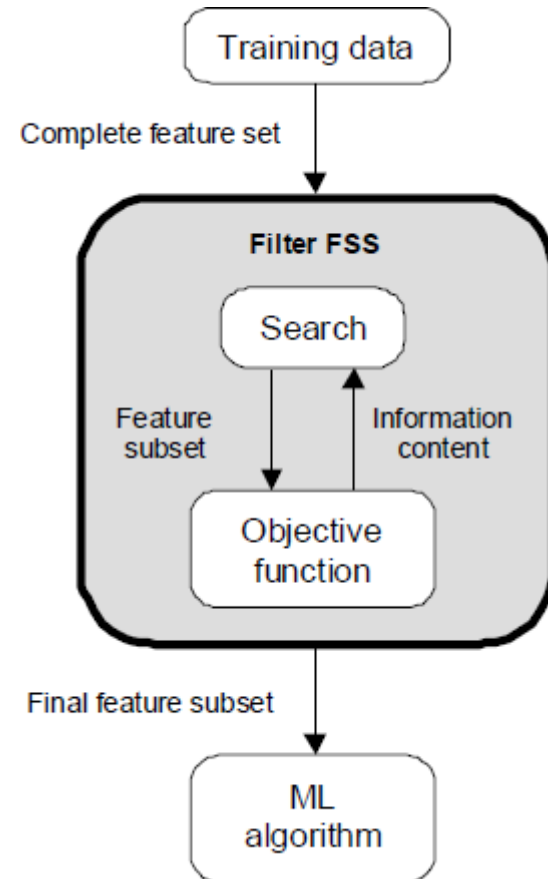 Training data
Complete feature set
Filter FSS
Search
Feature
subset
Information
content
Objective
function
Final feature subset
ML
algorithm